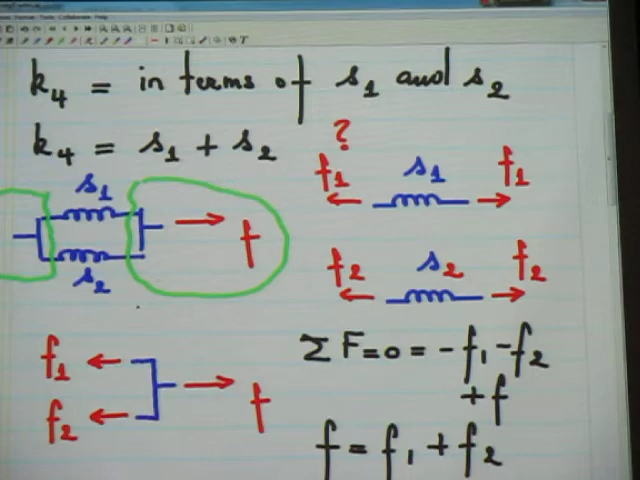 k4 = in terms of s1 and s2
k4 = s1 + s2
?
f1 s1 f1
s1
f
s2
f2 s2 f2
f1
f2
f
Σ F=0 = -f1 -f2
+f
f = f1 + f2